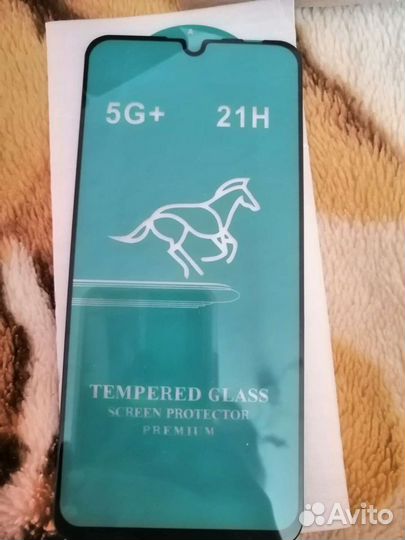 5G+ 21H
TEMPERED GLASS
SCREEN PROTECTOR
PREMIUM
Avito